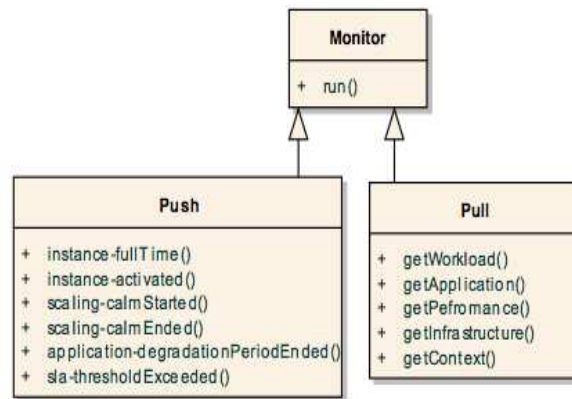 Monitor
+ run()
Push
+ instance-fullTime()
+ instance-activated()
+ scaling-calmStarted()
+ scaling-calmEnded()
+ application-degradationPeriodEnded()
+ sla-thresholdExceeded()
Pull
+ getWorkload()
+ getApplication()
+ getPefromance()
+ getInfrastructure()
+ getContext()